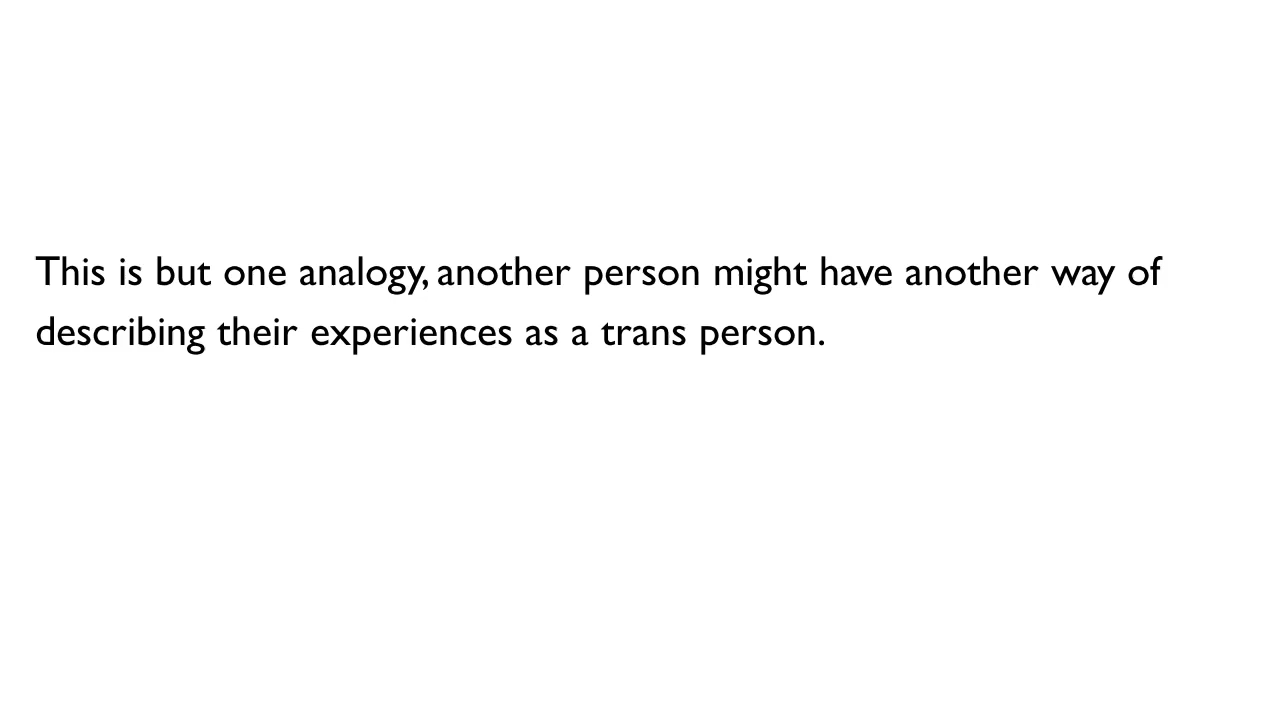 This is but one analogy, another person might have another way of
describing their experiences as a trans person.